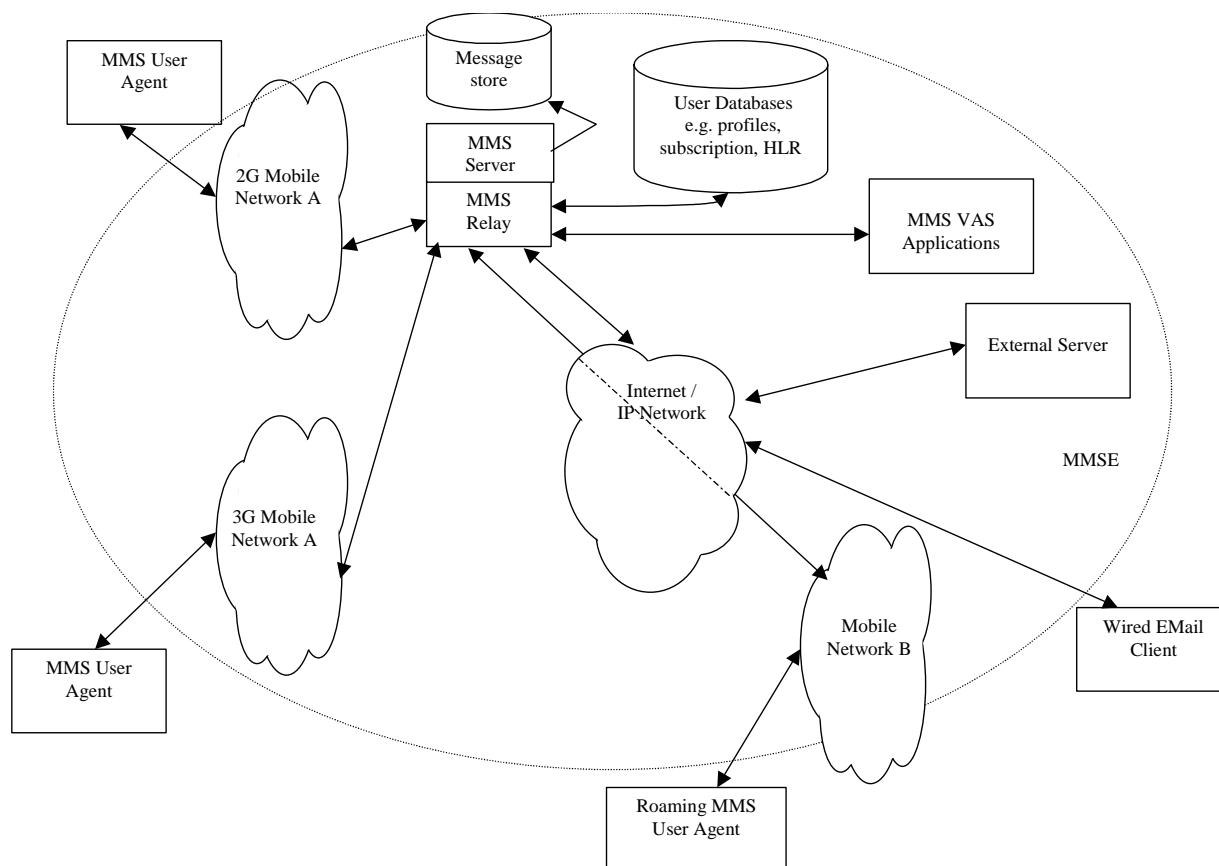 MMS User
Agent
Message
store
User Databases
e.g. profiles,
subscription, HLR
MMS
Server
2G Mobile
Network A
MMS
Relay
MMS VAS
Applications
External Server
Internet /
IP Network
MMSE
3G Mobile
Network A
Mobile
Network B
Wired EMail
Client
MMS User
Agent
Roaming MMS
User Agent